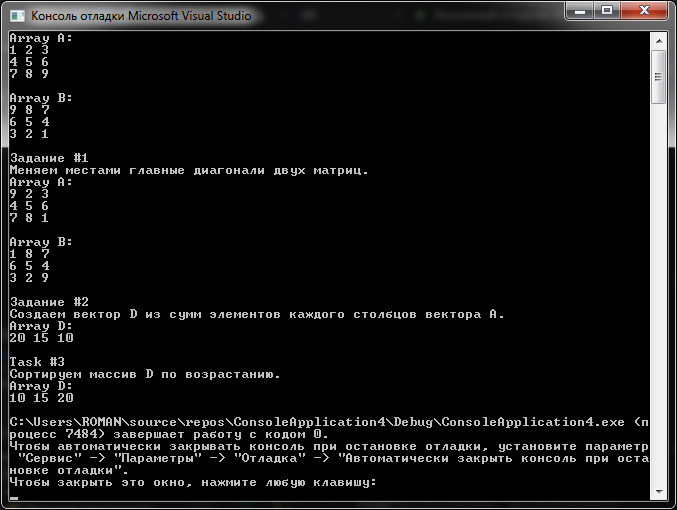 Консоль отладки Microsoft Visual Studio
Array A:
1 2 3
4 5 6
7 8 9
Array B:
9 8 7
6 5 4
3 2 1
Задание #1
Меняем местами главные диагонали двух матриц.
Array A:
9 2 3
4 5 6
7 8 1
Array B:
1 8 7
6 5 4
3 2 9
Задание #2
Создаем вектор D из сумм элементов каждого столбцов вектора A.
Array D:
20 15 10
Task #3
Сортируем массив D по возрастанию.
Array D:
10 15 20
C:\Users\ROMAN\source\repos\ConsoleApplication4\Debug\ConsoleApplication4.exe (п
роцесс 7484) завершает работу с кодом 0.
Чтобы автоматически закрывать консоль при остановке отладки, установите параметр
"Сервис" -> "Параметры" -> "Отладка" -> "Автоматически закрыть консоль при оста
новке отладки".
Чтобы закрыть это окно, нажмите любую клавишу: